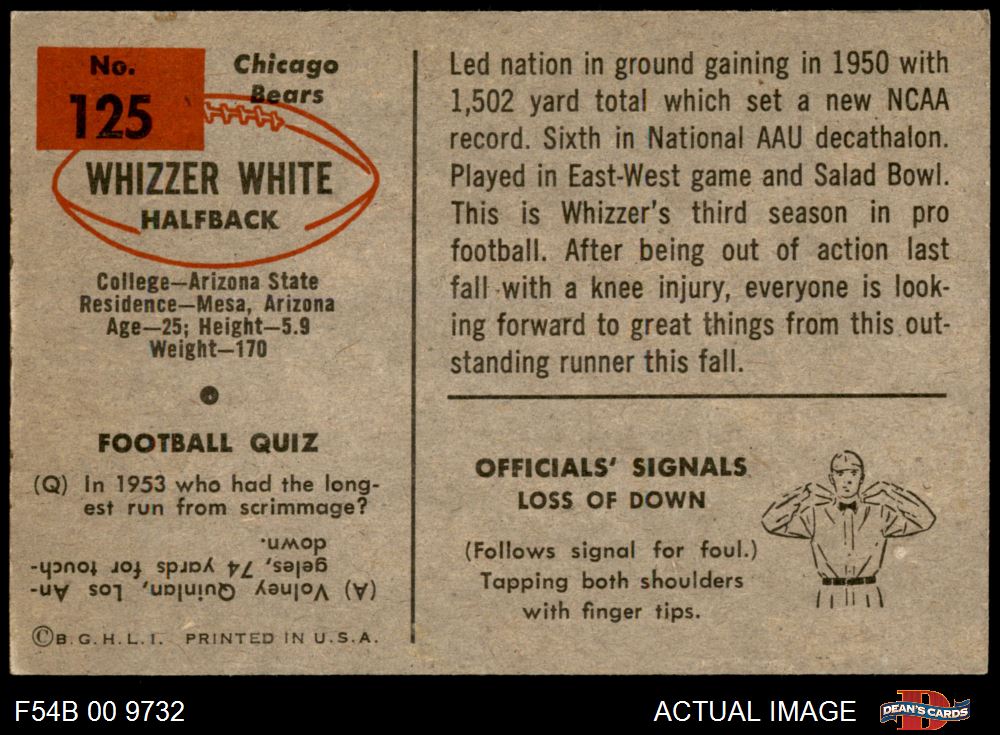 No.
125
Chicago
Bears
WHIZZER WHITE
HALFBACK
College—Arizona State
Residence—Mesa, Arizona
Age—25; Height—5.9
Weight—170
FOOTBALL QUIZ
(Q) In 1953 who had the long-
est run from scrimmage?
(A) Volney Quinlan, Los An-
geles, 74 yards for touch-
down.
©B.G.H.L.I. PRINTED IN U.S.A.
Led nation in ground gaining in 1950 with
1,502 yard total which set a new NCAA
record. Sixth in National AAU decathalon.
Played in East-West game and Salad Bowl.
This is Whizzer's third season in pro
football. After being out of action last
fall with a knee injury, everyone is look-
ing forward to great things from this out-
standing runner this fall.
OFFICIALS' SIGNALS
LOSS OF DOWN
(Follows signal for foul.)
Tapping both shoulders
with finger tips.
F54B 00 9732
ACTUAL IMAGE
D
DEAN'S CARDS